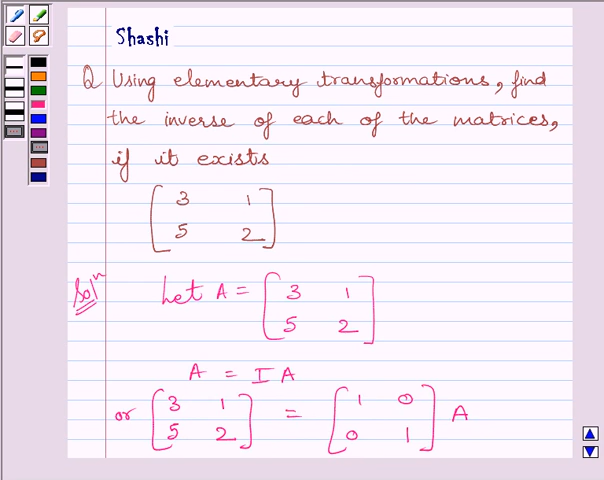 Shashi
Q Using elementary transformations, find
the inverse of each of the matrices,
if it exists
[3 1
5 2]
Solⁿ Let A = [3 1
5 2]
A = I A
or [3 1
5 2] = [1 0
0 1] A